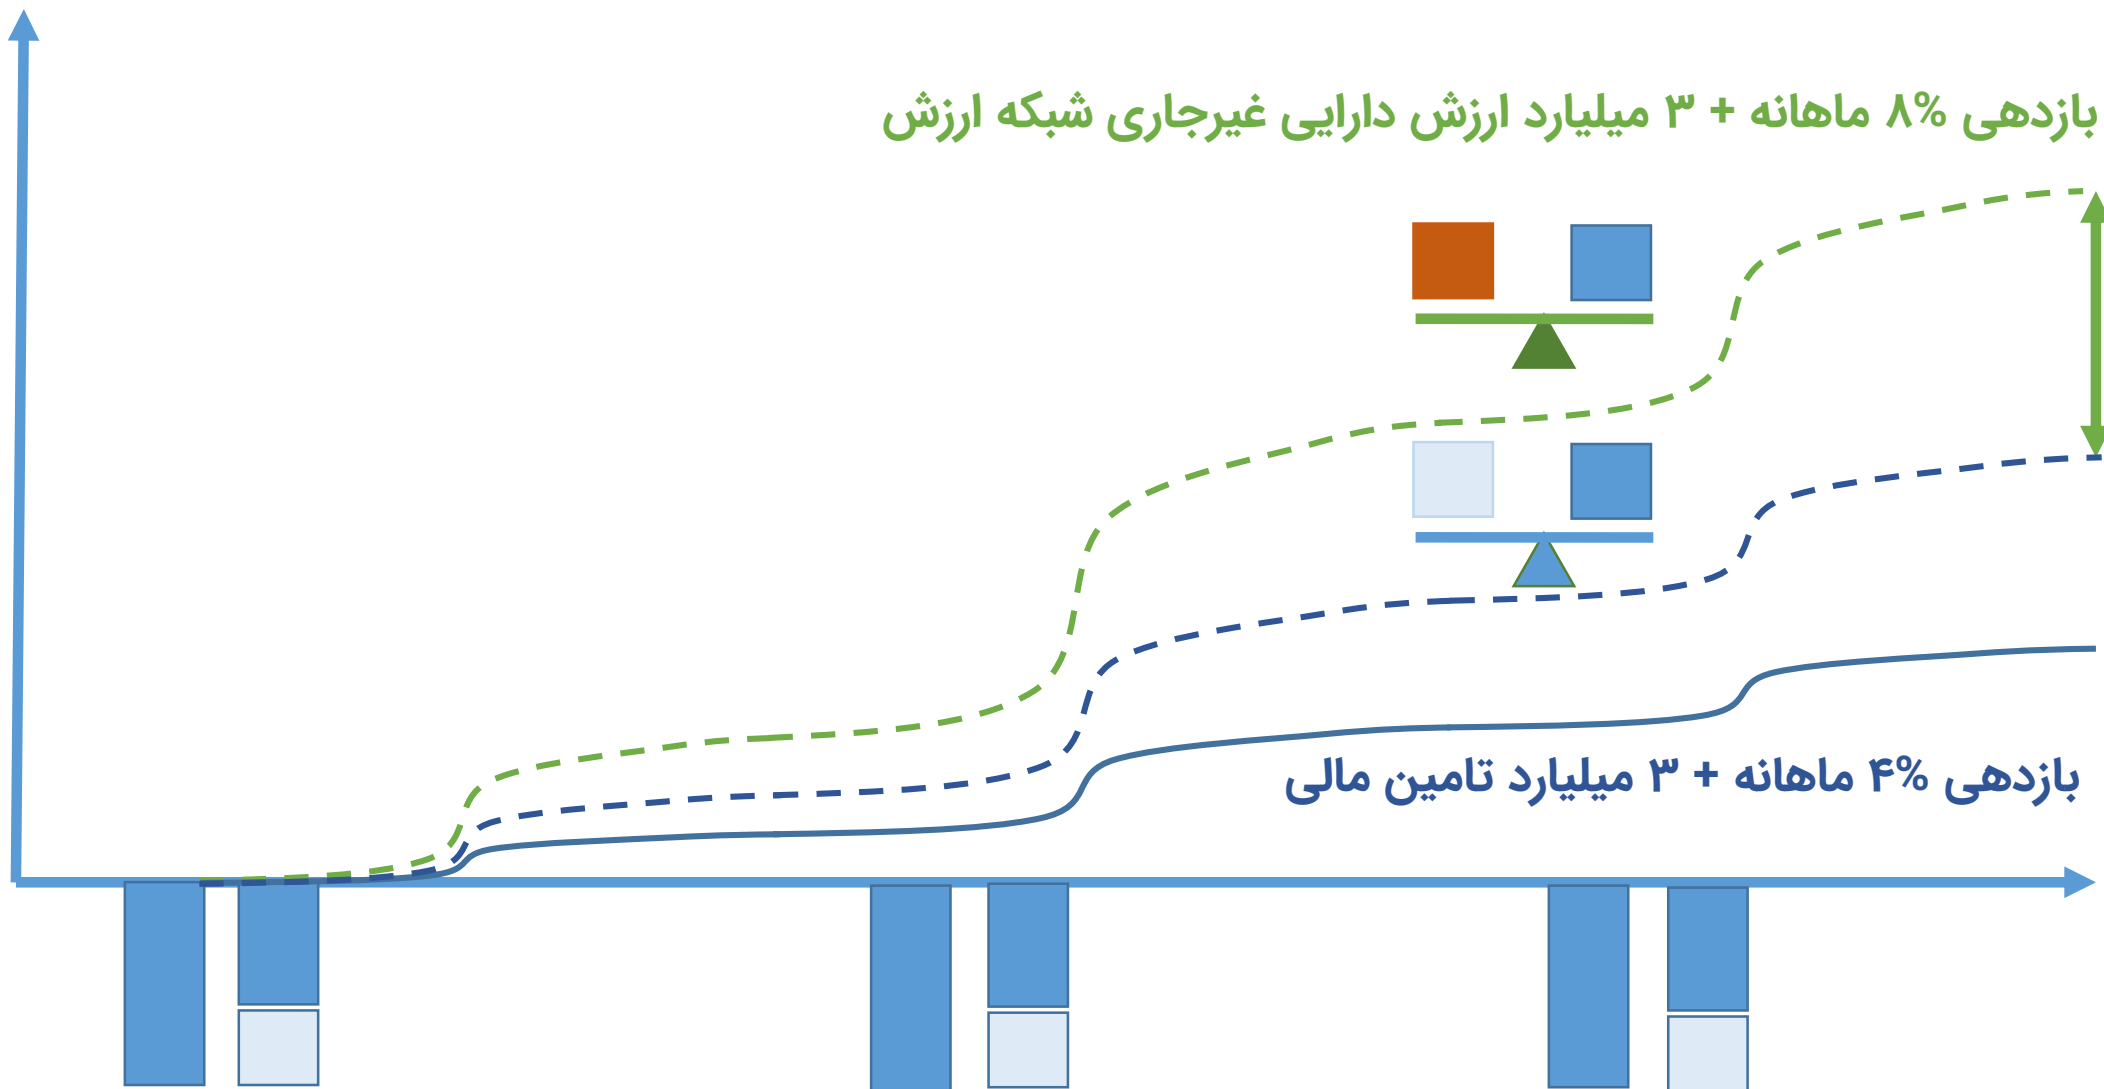 بازدهی ۸% ماهانه + ۳ میلیارد ارزش دارایی غیرجاری شبکه ارزش
بازدهی ۴% ماهانه + ۳ میلیارد تامین مالی